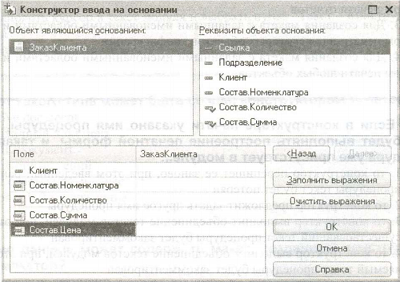 Конструктор ввода на основании
Объект являющийся основанием:
Реквизиты объекта основания:
ЗаказКлиента
Ссылка
Подразделение
Клиент
Состав.Номенклатура
Состав.Количество
Состав.Сумма
Поле
ЗаказКлиента
<Назад
Далее>
Клиент
Состав.Номенклатура
Состав.Количество
Состав.Сумма
Состав.Цена
Заполнить выражения
Очистить выражения
OK
Отмена
Справка